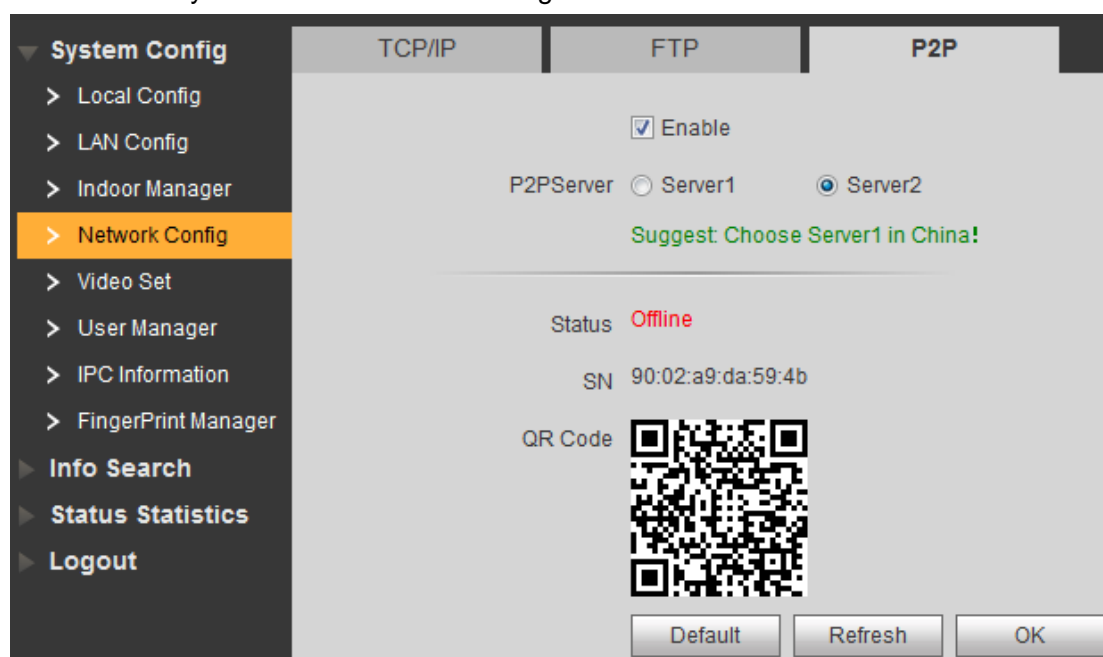 System Config
Local Config
LAN Config
Indoor Manager
Network Config
Video Set
User Manager
IPC Information
FingerPrint Manager
Info Search
Status Statistics
Logout
TCP/IP FTP P2P
Enable
P2PServer Server1 Server2
Suggest: Choose Server1 in China!
Status Offline
SN 90:02:a9:da:59:4b
QR Code
Default Refresh OK